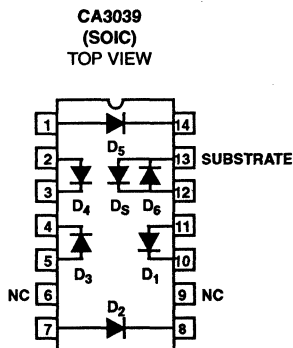 CA3039
(SOIC)
TOP VIEW
1 D5 14
2 13 SUBSTRATE
3 D4 DS D6 12
4 11
5 D3 D1 10
NC 6 9 NC
7 D2 8